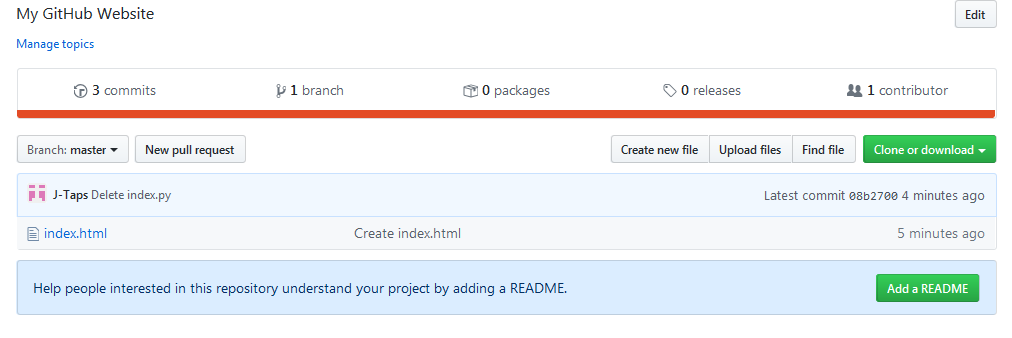 My GitHub Website
Edit
Manage topics
3 commits 1 branch 0 packages 0 releases 1 contributor
Branch: master New pull request Create new file Upload files Find file Clone or download
J-Taps Delete index.py Latest commit 08b2700 4 minutes ago
index.html Create index.html 5 minutes ago
Help people interested in this repository understand your project by adding a README. Add a README